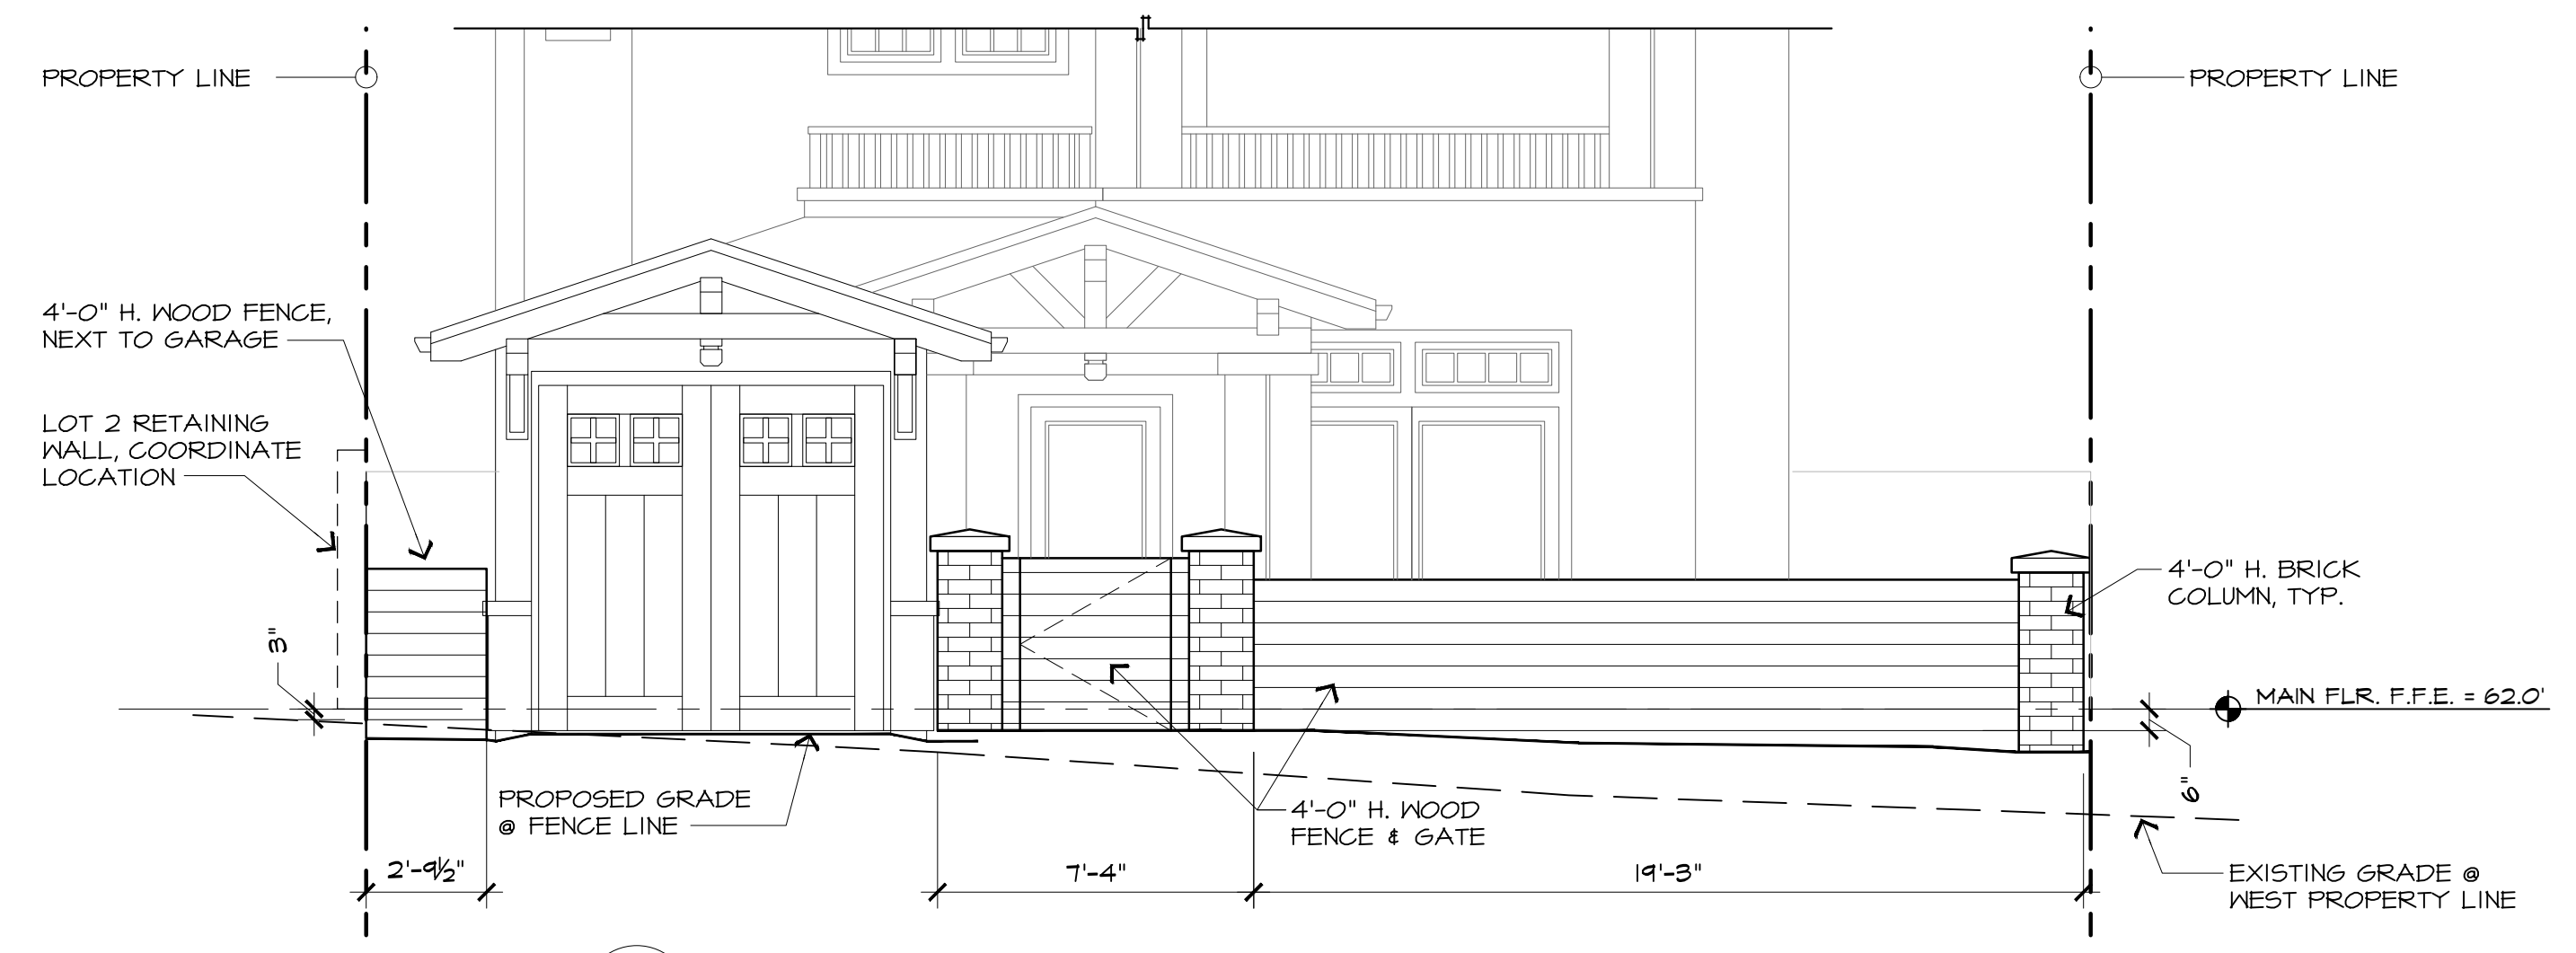 PROPERTY LINE
PROPERTY LINE
4'-0" H. WOOD FENCE,
NEXT TO GARAGE
LOT 2 RETAINING
WALL, COORDINATE
LOCATION
4'-0" H. BRICK
COLUMN, TYP.
3"
MAIN FLR. F.F.E. = 62.0'
6"
PROPOSED GRADE
@ FENCE LINE
4'-0" H. WOOD
FENCE & GATE
2'-9½"
7'-4"
19'-3"
EXISTING GRADE @
WEST PROPERTY LINE